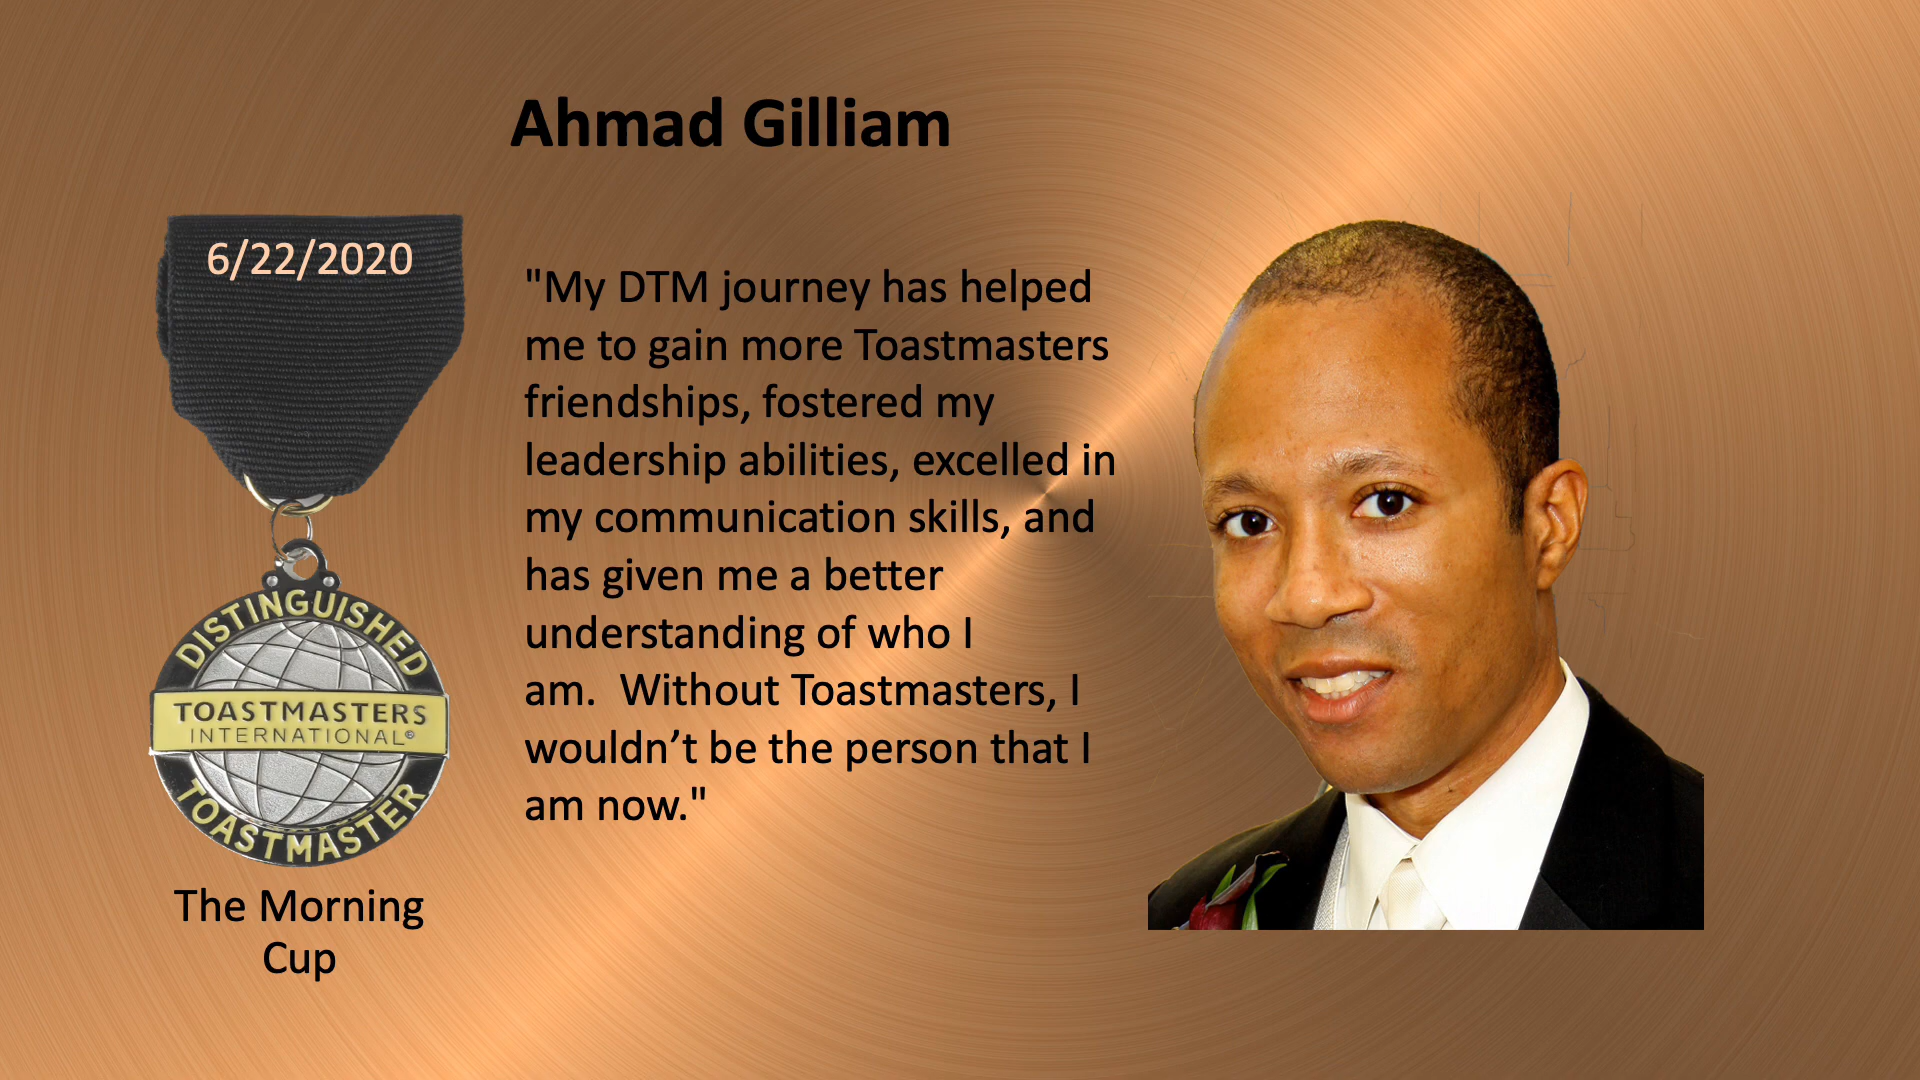 Ahmad Gilliam
6/22/2020
"My DTM journey has helped
me to gain more Toastmasters
friendships, fostered my
leadership abilities, excelled in
my communication skills, and
has given me a better
understanding of who I
am.  Without Toastmasters, I
wouldn’t be the person that I
am now."
DISTINGUISHED
TOASTMASTERS
INTERNATIONAL®
TOASTMASTER
The Morning
Cup